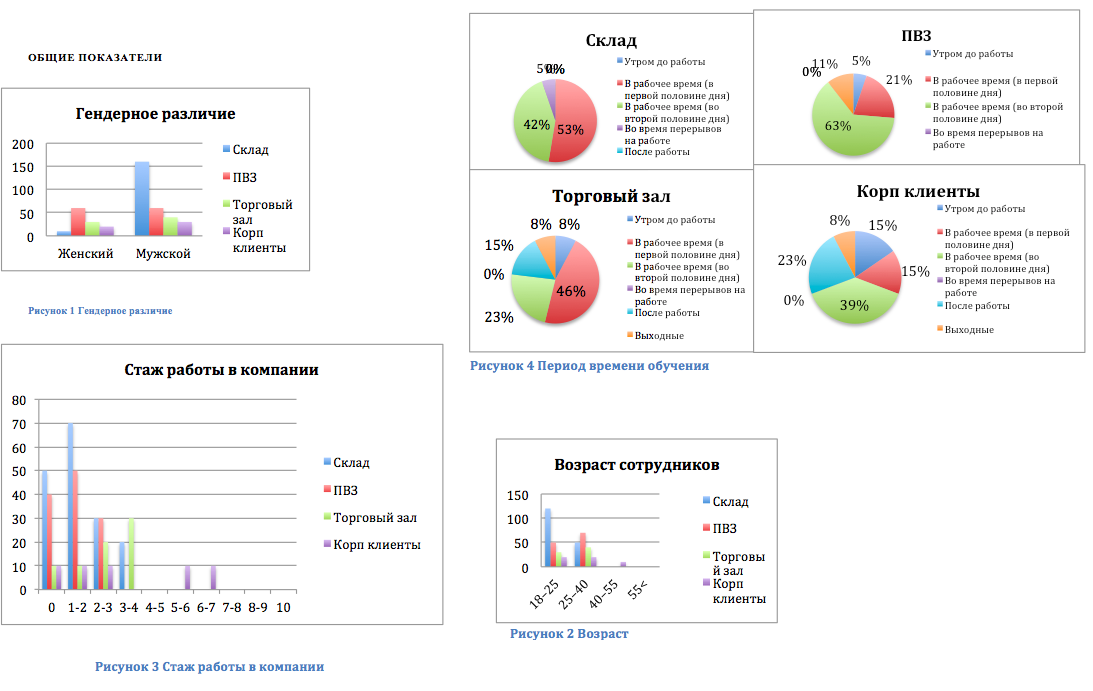 ОБЩИЕ ПОКАЗАТЕЛИ
Гендерное различие
200
150
100
50
0
Женский
Мужской
Склад
ПВЗ
Торговый
зал
Корп
клиенты
Рисунок 1 Гендерное различие
Стаж работы в компании
80
70
60
50
40
30
20
10
0
0 1-2 2-3 3-4 4-5 5-6 6-7 7-8 8-9 10
Склад
ПВЗ
Торговый зал
Корп клиенты
Рисунок 3 Стаж работы в компании
Склад
5% 0%
42% 53%
Утром до работы
В рабочее время (в
первой половине дня)
В рабочее время (во
второй половине дня)
Во время перерывов
на работе
После работы
ПВЗ
0% 11% 5%
21%
63%
Утром до работы
В рабочее время (в первой
половине дня)
В рабочее время (во второй
половине дня)
Во время перерывов на
работе
Торговый зал
8% 8%
15%
0%
46%
23%
Утром до работы
В рабочее время (в
первой половине дня)
В рабочее время (во
второй половине дня)
Во время перерывов на
работе
После работы
Выходные
Корп клиенты
8% 15%
23%
15%
0%
39%
Утром до работы
В рабочее время (в первой
половине дня)
В рабочее время (во
второй половине дня)
Во время перерывов на
работе
После работы
Выходные
Рисунок 4 Период времени обучения
Возраст сотрудников
150
100
50
0
18–25
25–40
40–55
55<
Склад
ПВЗ
Торговы
й зал
Корп
клиенты
Рисунок 2 Возраст